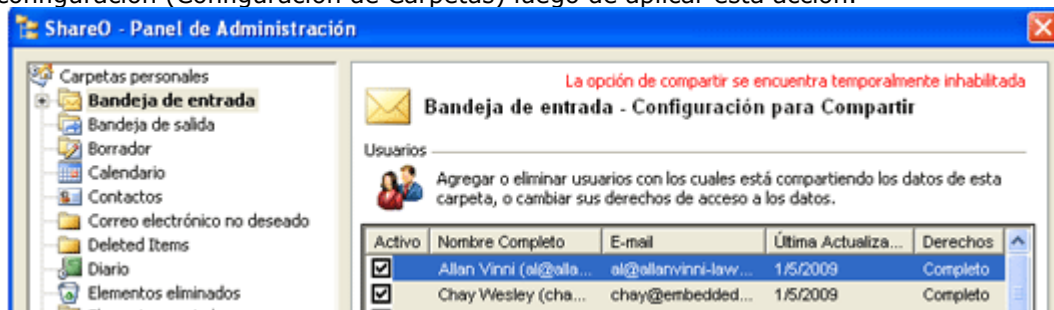 configuración (Configuración de Carpetas) luego de aplicar esta acción.
ShareO - Panel de Administración
Carpetas personales
Bandeja de entrada
Bandeja de salida
Borrador
Calendario
Contactos
Correo electrónico no deseado
Deleted Items
Diario
Elementos eliminados
La opción de compartir se encuentra temporalmente inhabilitada
Bandeja de entrada - Configuración para Compartir
Usuarios
Agregar o eliminar usuarios con los cuales está compartiendo los datos de esta
carpeta, o cambiar sus derechos de acceso a los datos.
Activo Nombre Completo E-mail Última Actualiza... Derechos
Allan Vinni (al@alla... al@allanvinni-law... 1/5/2009 Completo
Chay Wesley (cha... chay@embedded... 1/5/2009 Completo